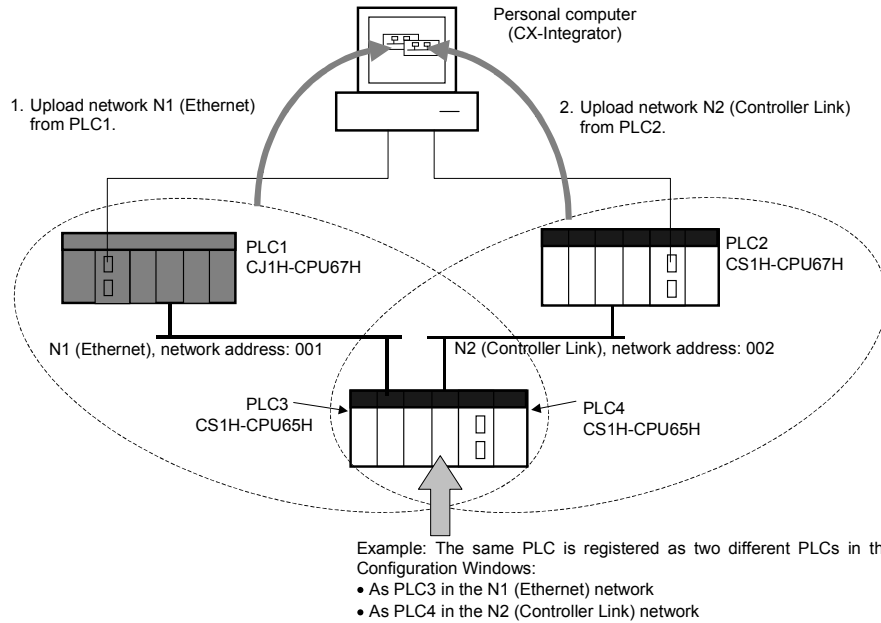 Personal computer
(CX-Integrator)
1. Upload network N1 (Ethernet)
from PLC1.
2. Upload network N2 (Controller Link)
from PLC2.
PLC1
CJ1H-CPU67H
PLC2
CS1H-CPU67H
N1 (Ethernet), network address: 001
N2 (Controller Link), network address: 002
PLC3
CS1H-CPU65H
PLC4
CS1H-CPU65H
Example: The same PLC is registered as two different PLCs in th
Configuration Windows:
• As PLC3 in the N1 (Ethernet) network
• As PLC4 in the N2 (Controller Link) network